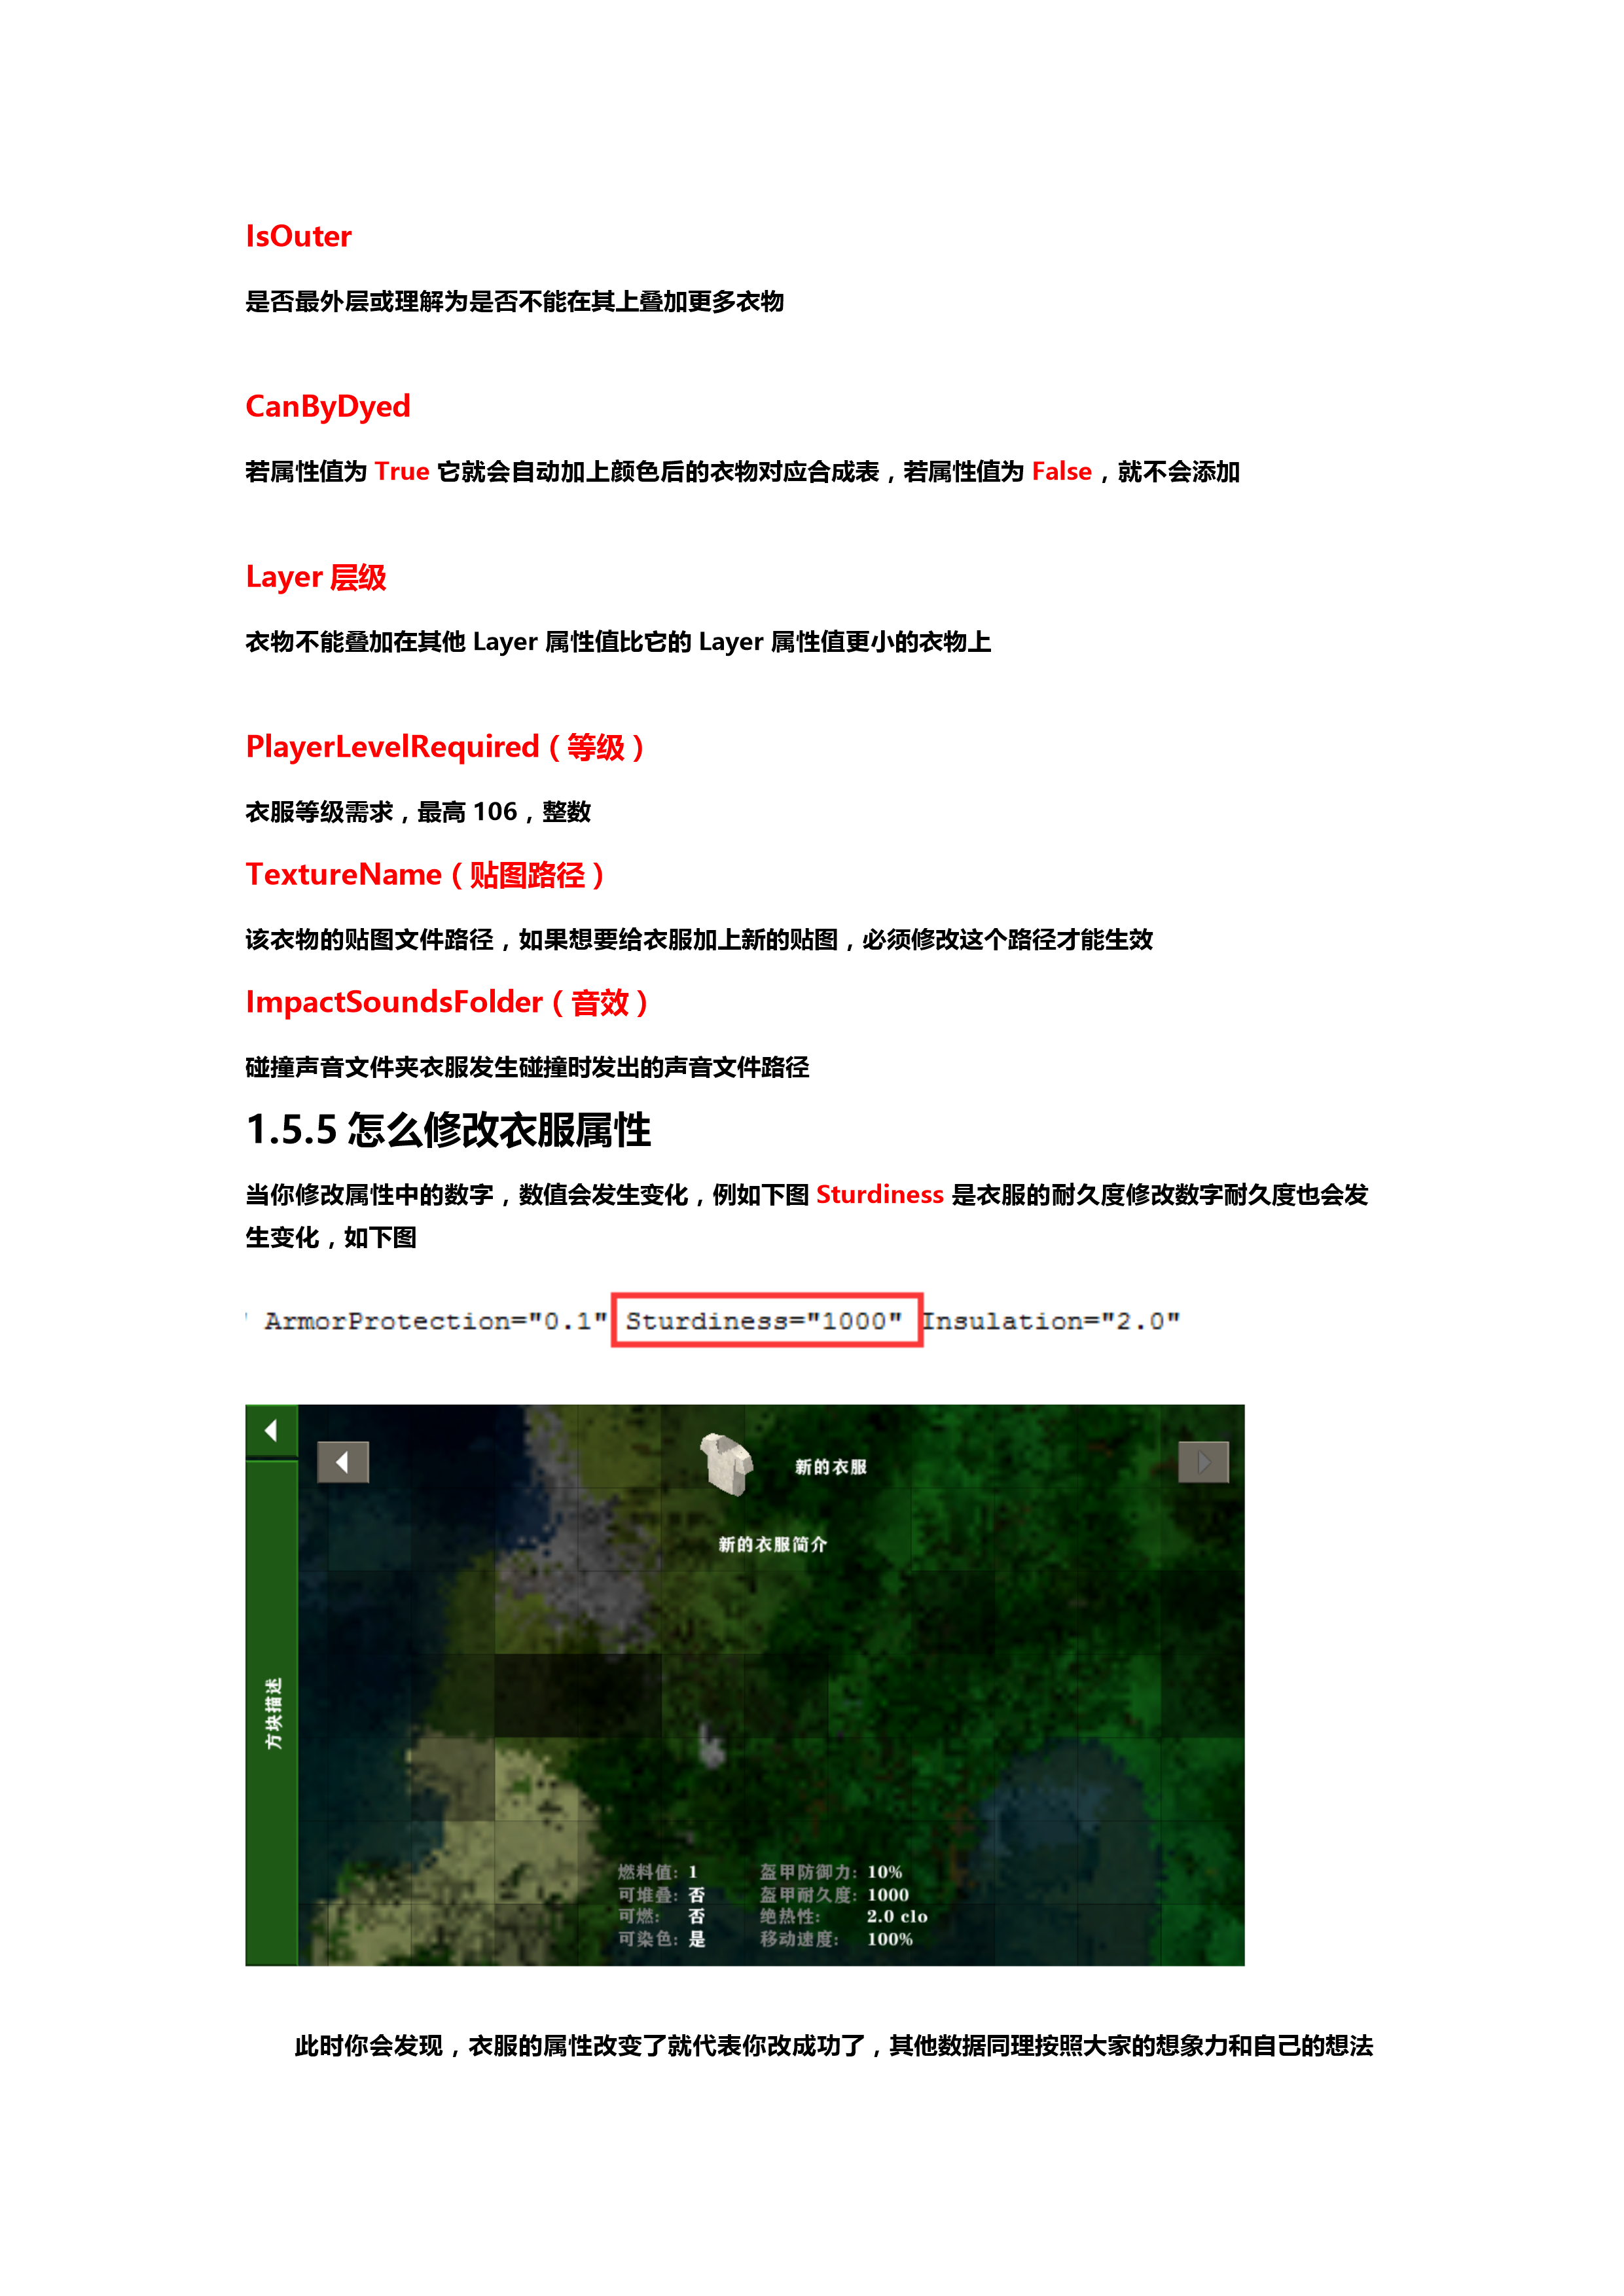 IsOuter
是否最外层或理解为是否不能在其上叠加更多衣物
CanByDyed
若属性值为 True 它就会自动加上颜色后的衣物对应合成表，若属性值为 False，就不会添加
Layer 层级
衣物不能叠加在其他 Layer 属性值比它的 Layer 属性值更小的衣物上
PlayerLevelRequired（等级）
衣服等级需求，最高 106，整数
TextureName（贴图路径）
该衣物的贴图文件路径，如果想要给衣服加上新的贴图，必须修改这个路径才能生效
ImpactSoundsFolder（音效）
碰撞声音文件夹衣服发生碰撞时发出的声音文件路径
1.5.5 怎么修改衣服属性
当你修改属性中的数字，数值会发生变化，例如下图 Sturdiness 是衣服的耐久度修改数字耐久度也会发
生变化，如下图
" ArmorProtection="0.1" Sturdiness="1000" Insulation="2.0"
新的衣服
新的衣服简介
方块描述
燃料值: 1 盔甲防御力: 10%
可堆叠: 否 盔甲耐久度: 1000
可燃: 否 绝热性: 2.0 clo
可染色: 是 移动速度: 100%
此时你会发现，衣服的属性改变了就代表你改成功了，其他数据同理按照大家的想象力和自己的想法